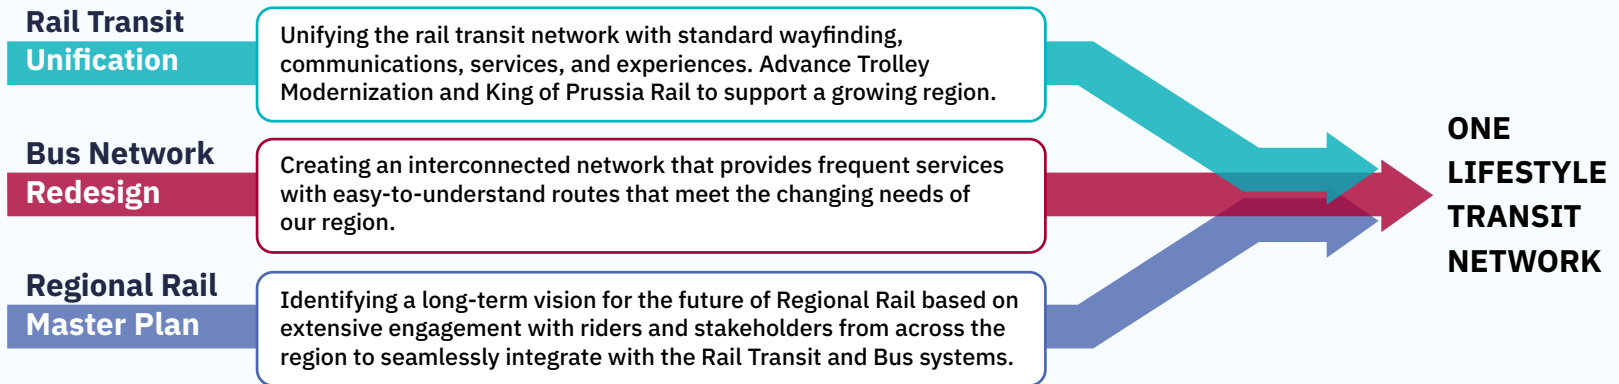 Rail Transit
Unification
Unifying the rail transit network with standard wayfinding,
communications, services, and experiences. Advance Trolley
Modernization and King of Prussia Rail to support a growing region.
Bus Network
Redesign
Creating an interconnected network that provides frequent services
with easy-to-understand routes that meet the changing needs of
our region.
Regional Rail
Master Plan
Identifying a long-term vision for the future of Regional Rail based on
extensive engagement with riders and stakeholders from across the
region to seamlessly integrate with the Rail Transit and Bus systems.
ONE
LIFESTYLE
TRANSIT
NETWORK